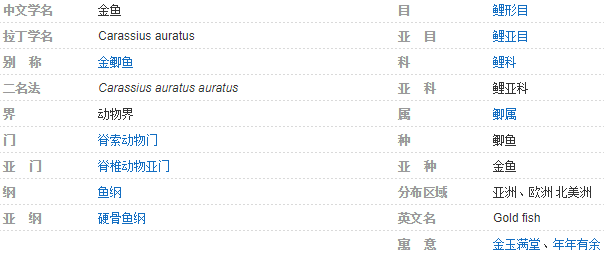 中文学名 金鱼
拉丁学名 Carassius auratus
别 称 金鲫鱼
二名法 Carassius auratus auratus
界 动物界
门 脊索动物门
亚 门 脊椎动物亚门
纲 鱼纲
亚 纲 硬骨鱼纲
目 鲤形目
亚 目 鲤亚目
科 鲤科
亚 科 鲤亚科
属 鲫属
种 鲫鱼
亚 种 金鱼
分布区域 亚洲、欧洲 北美洲
英文名 Gold fish
寓 意 金玉满堂、年年有余